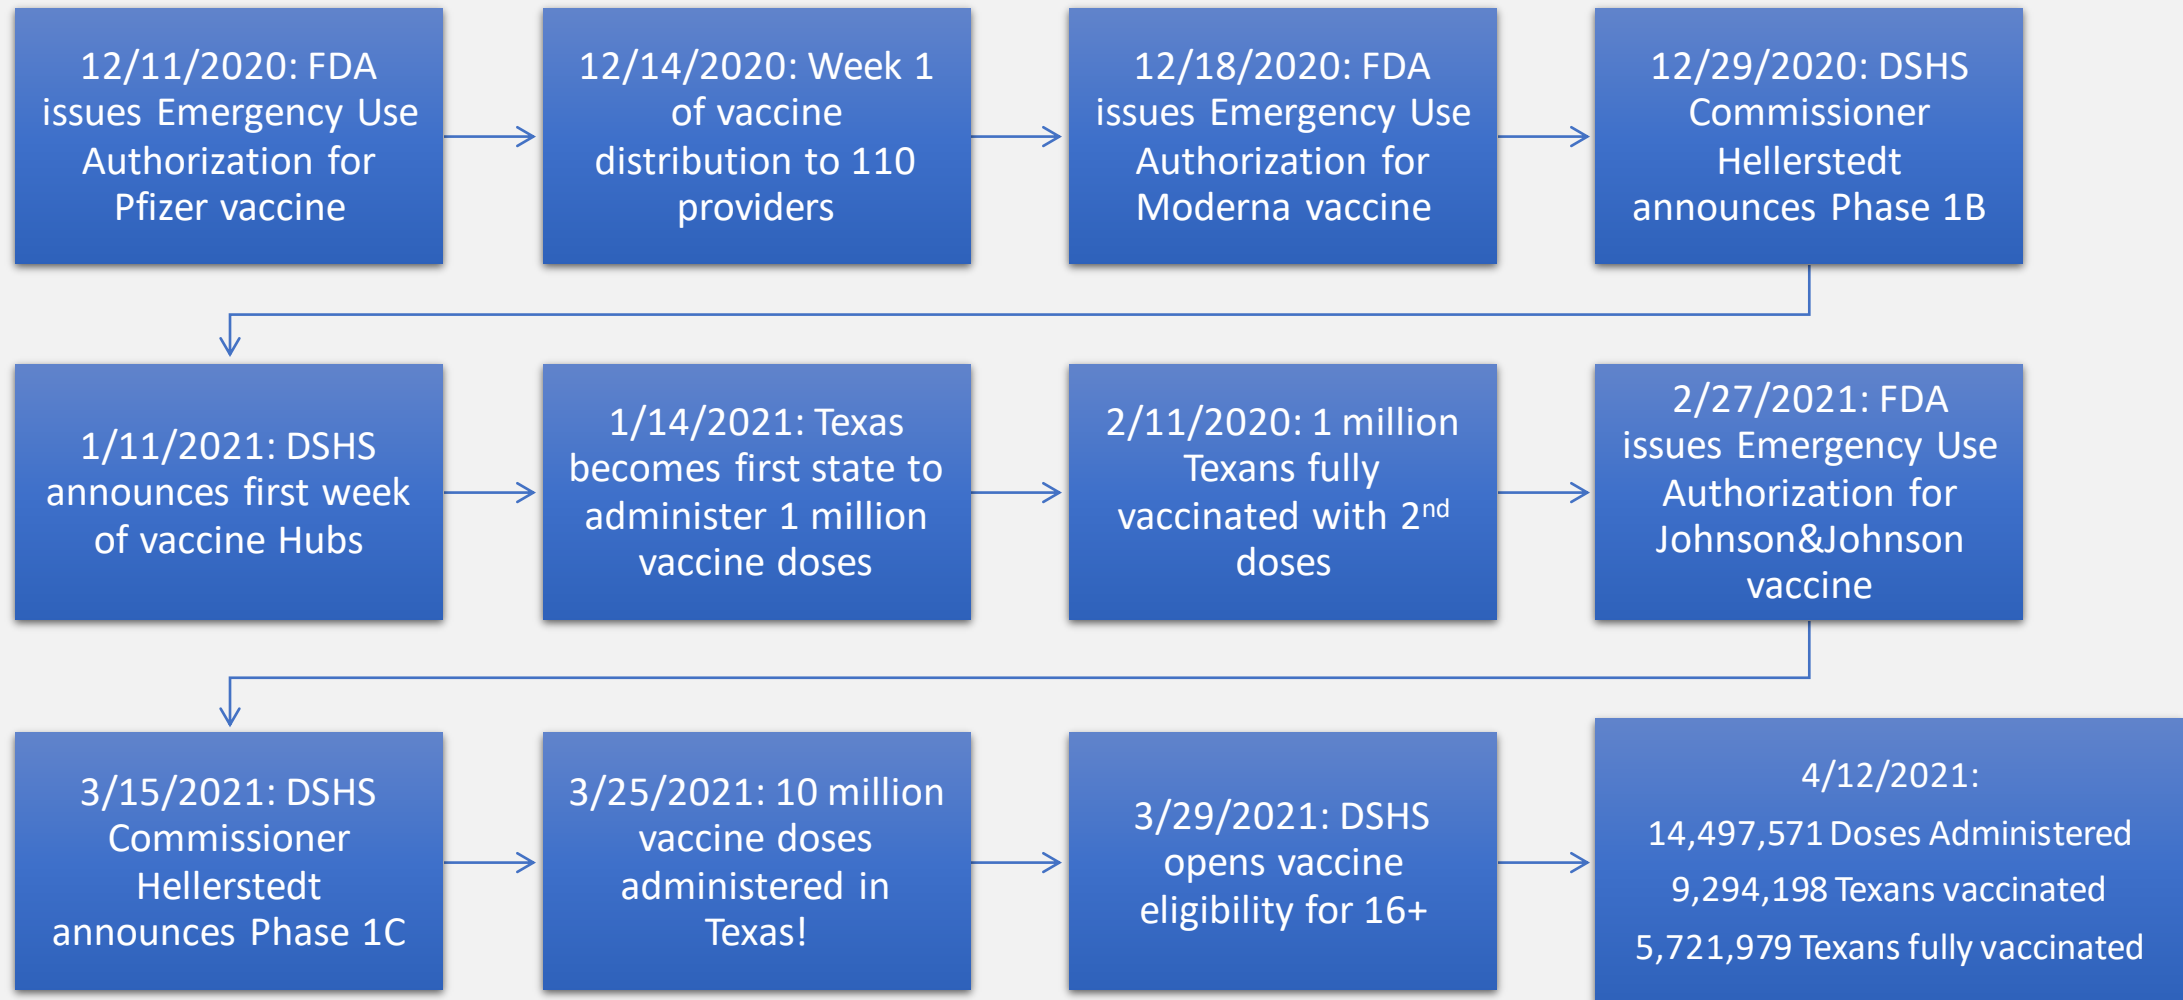 12/11/2020: FDA
issues Emergency Use
Authorization for
Pfizer vaccine
12/14/2020: Week 1
of vaccine
distribution to 110
providers
12/18/2020: FDA
issues Emergency Use
Authorization for
Moderna vaccine
12/29/2020: DSHS
Commissioner
Hellerstedt
announces Phase 1B
1/11/2021: DSHS
announces first week
of vaccine Hubs
1/14/2021: Texas
becomes first state to
administer 1 million
vaccine doses
2/11/2020: 1 million
Texans fully
vaccinated with 2nd
doses
2/27/2021: FDA
issues Emergency Use
Authorization for
Johnson&Johnson
vaccine
3/15/2021: DSHS
Commissioner
Hellerstedt
announces Phase 1C
3/25/2021: 10 million
vaccine doses
administered in
Texas!
3/29/2021: DSHS
opens vaccine
eligibility for 16+
4/12/2021:
14,497,571 Doses Administered
9,294,198 Texans vaccinated
5,721,979 Texans fully vaccinated